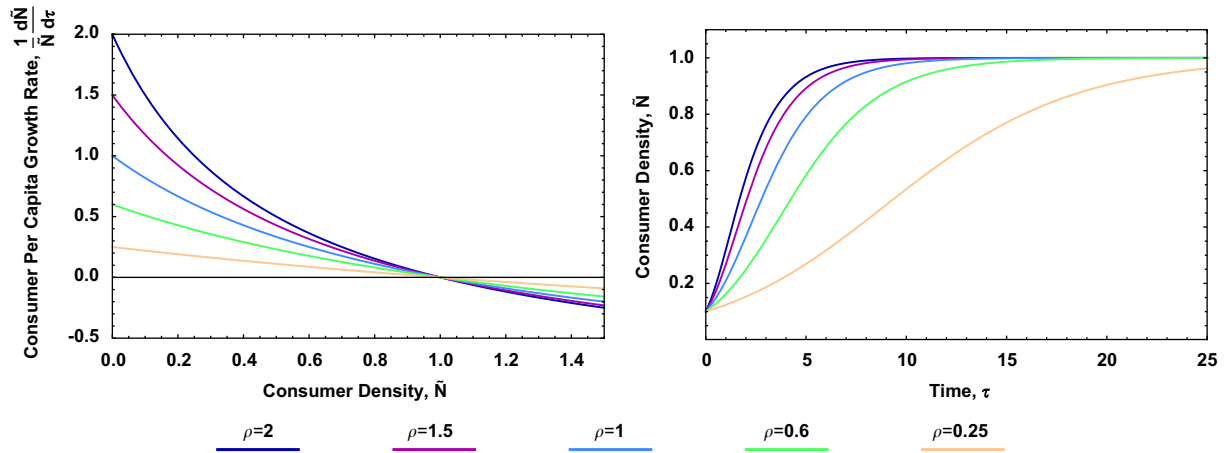 Consumer Per Capita Growth Rate, 1/Ñ dÑ/dτ
2.0
1.5
1.0
0.5
0.0
-0.5
0.0 0.2 0.4 0.6 0.8 1.0 1.2 1.4
Consumer Density, Ñ
Consumer Density, Ñ
1.0
0.8
0.6
0.4
0.2
0 5 10 15 20 25
Time, τ
ρ=2 ρ=1.5 ρ=1 ρ=0.6 ρ=0.25